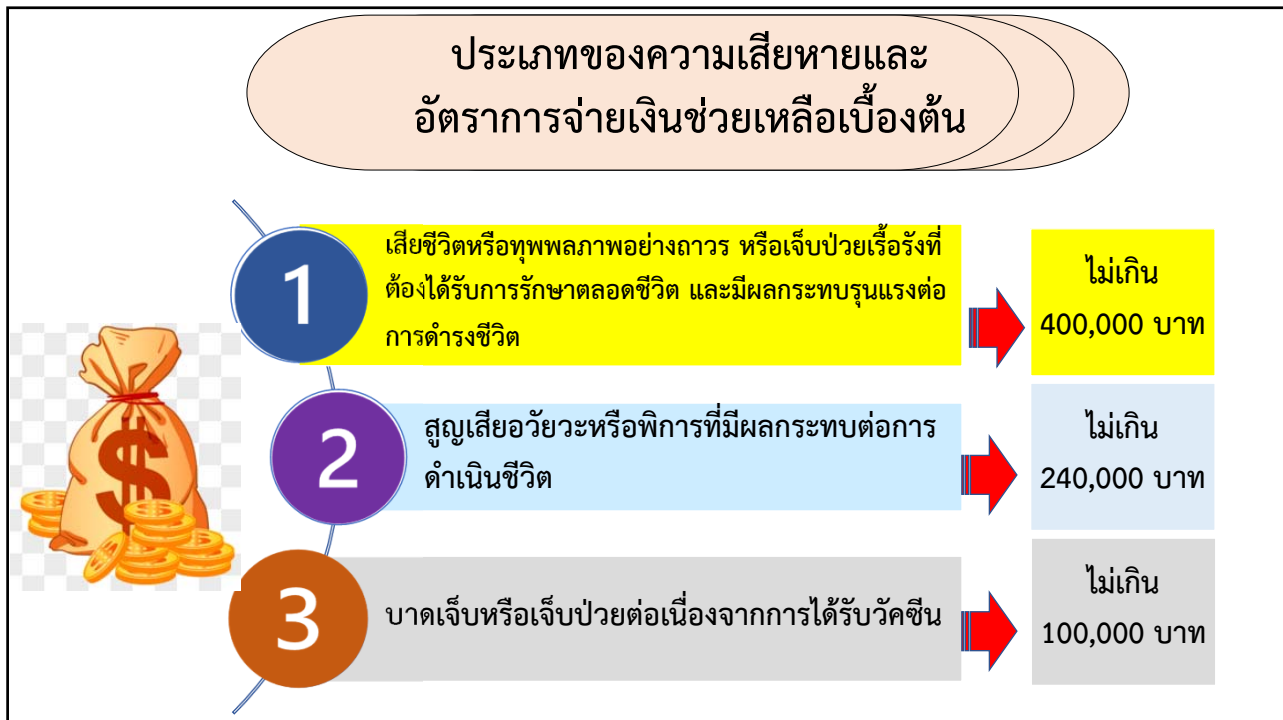 ประเภทของความเสียหายและ
อัตราการจ่ายเงินช่วยเหลือเบื้องต้น
1
เสียชีวิตหรือทุพพลภาพอย่างถาวร หรือเจ็บป่วยเรื้อรังที่
ต้องได้รับการรักษาตลอดชีวิต และมีผลกระทบรุนแรงต่อ
การดำรงชีวิต
ไม่เกิน
400,000 บาท
2
สูญเสียอวัยวะหรือพิการที่มีผลกระทบต่อการ
ดำเนินชีวิต
ไม่เกิน
240,000 บาท
3
บาดเจ็บหรือเจ็บป่วยต่อเนื่องจากการได้รับวัคซีน
ไม่เกิน
100,000 บาท
$